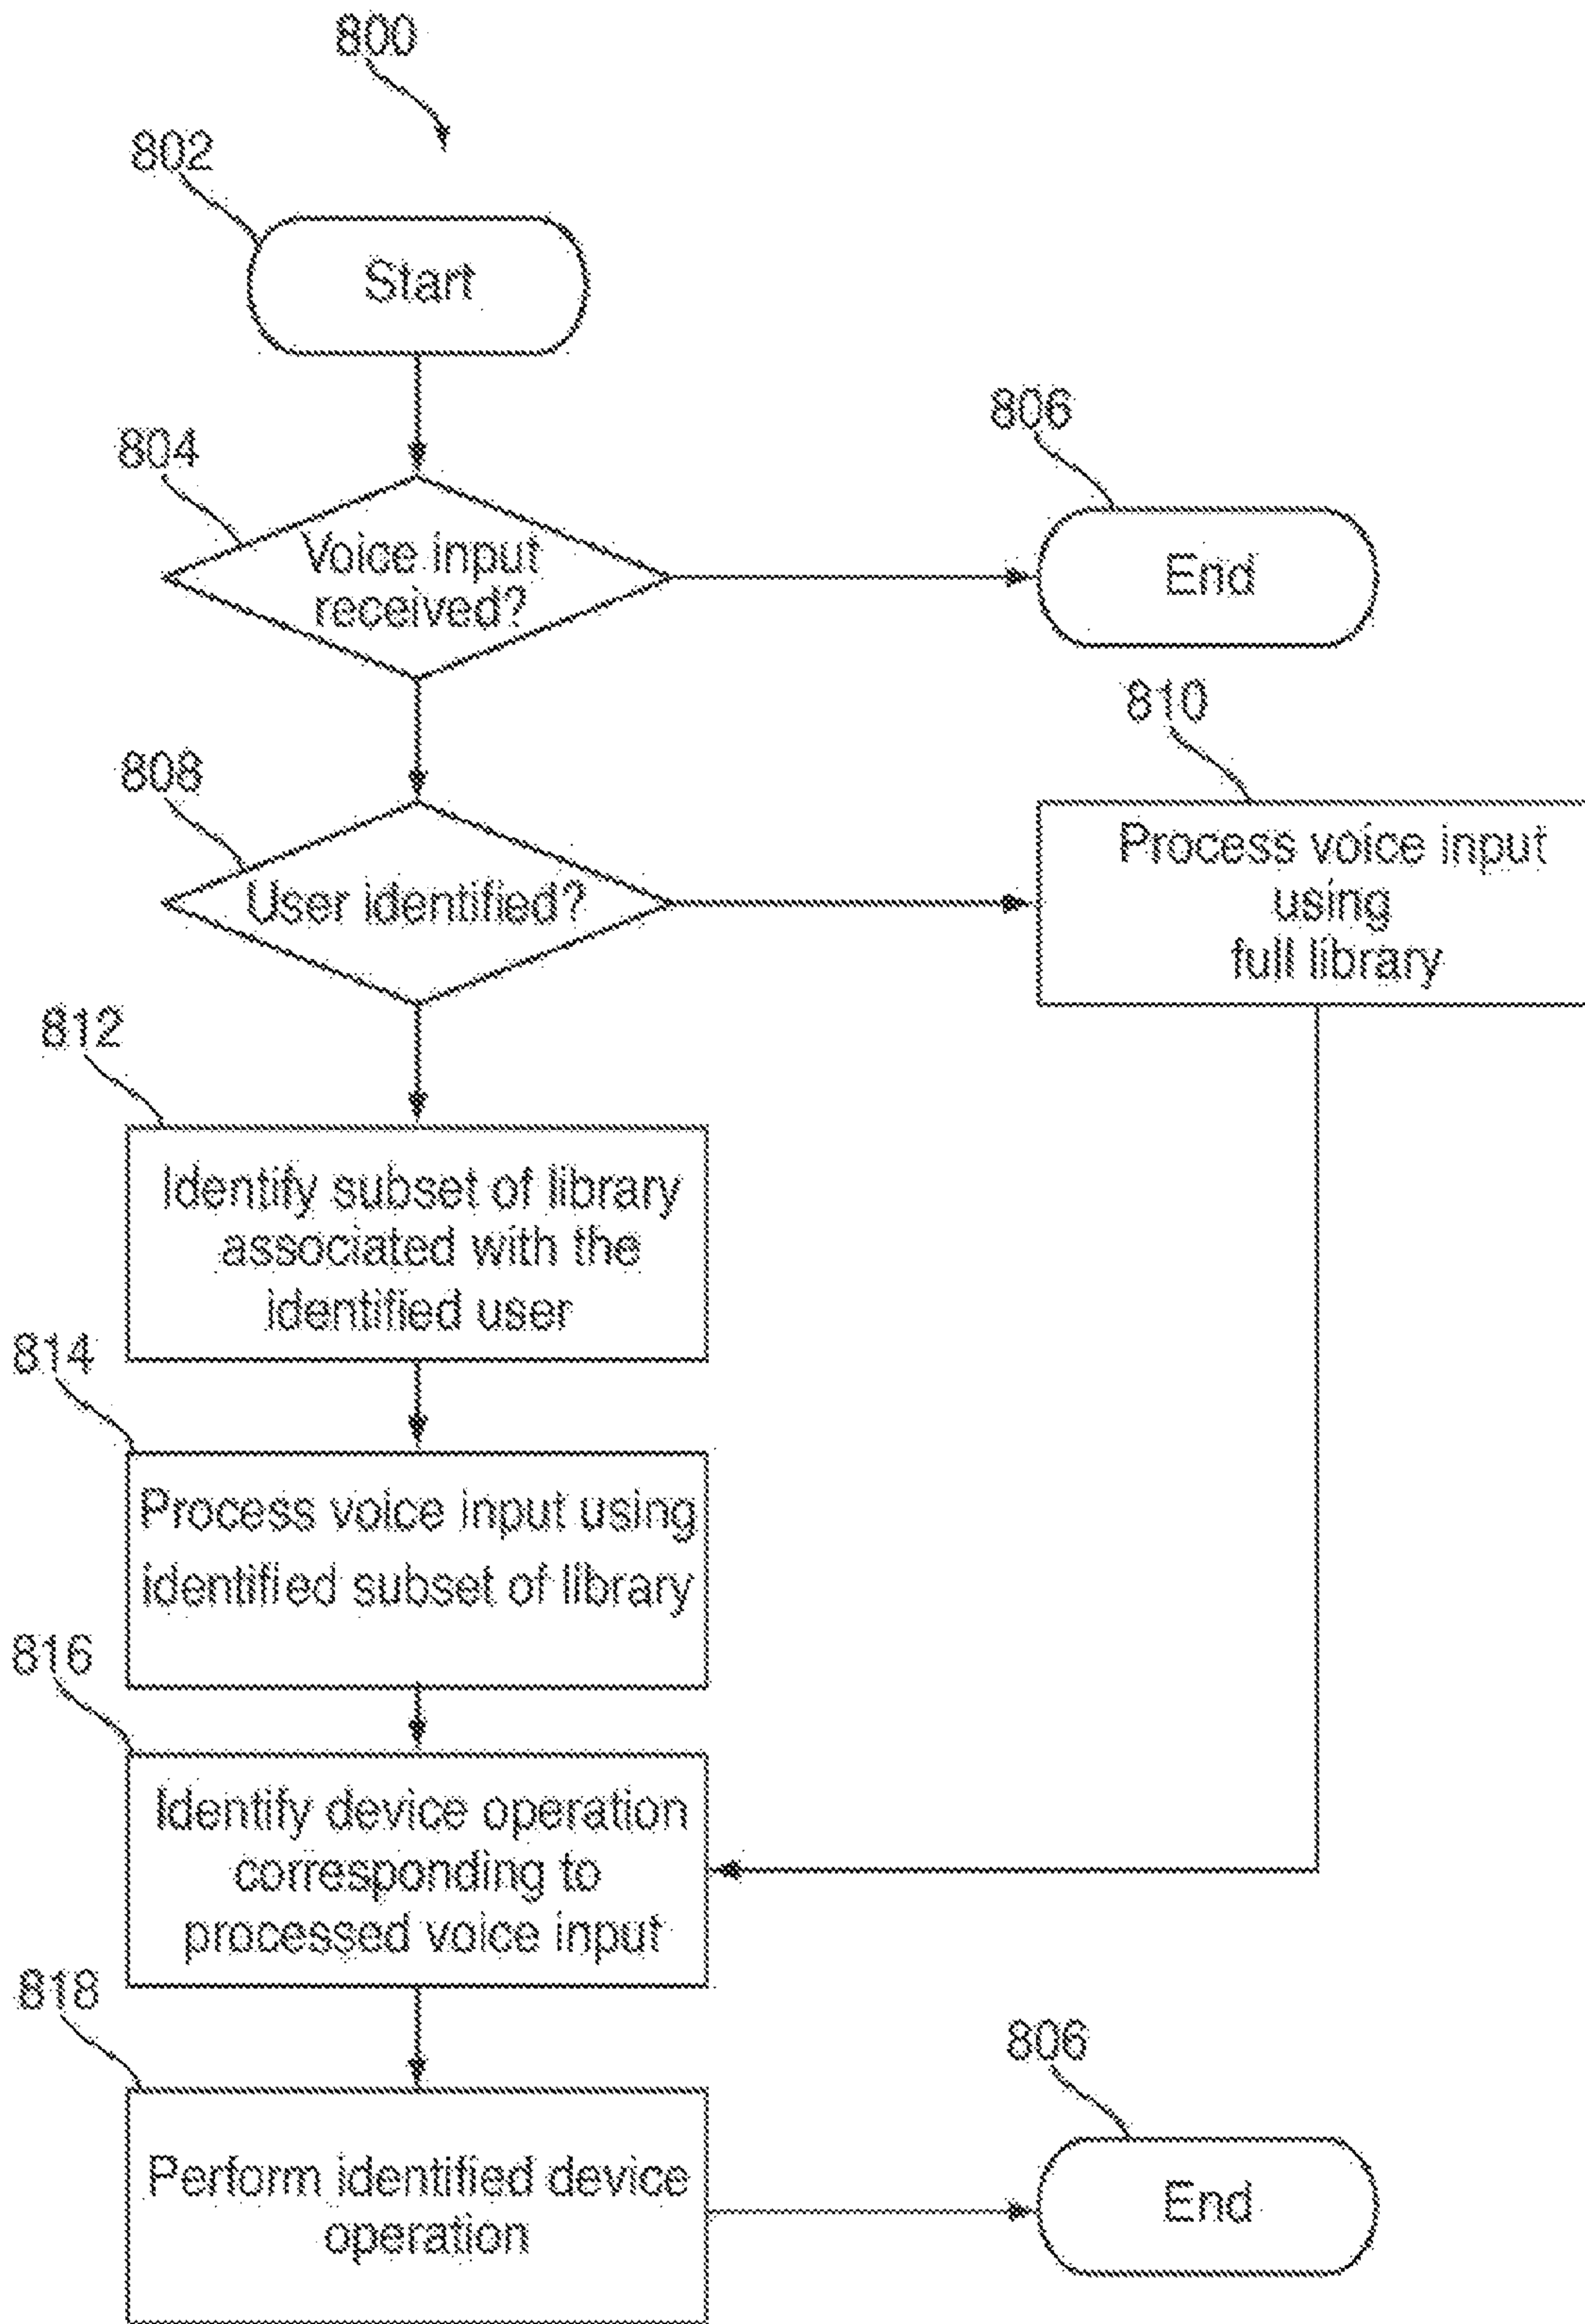 800
802
Start
804
Voice input
received?
806
End
808
User identified?
810
Process voice input
using
full library
812
Identify subset of library
associated with the
identified user
814
Process voice input using
identified subset of library
816
Identify device operation
corresponding to
processed voice input
818
Perform identified device
operation
806
End